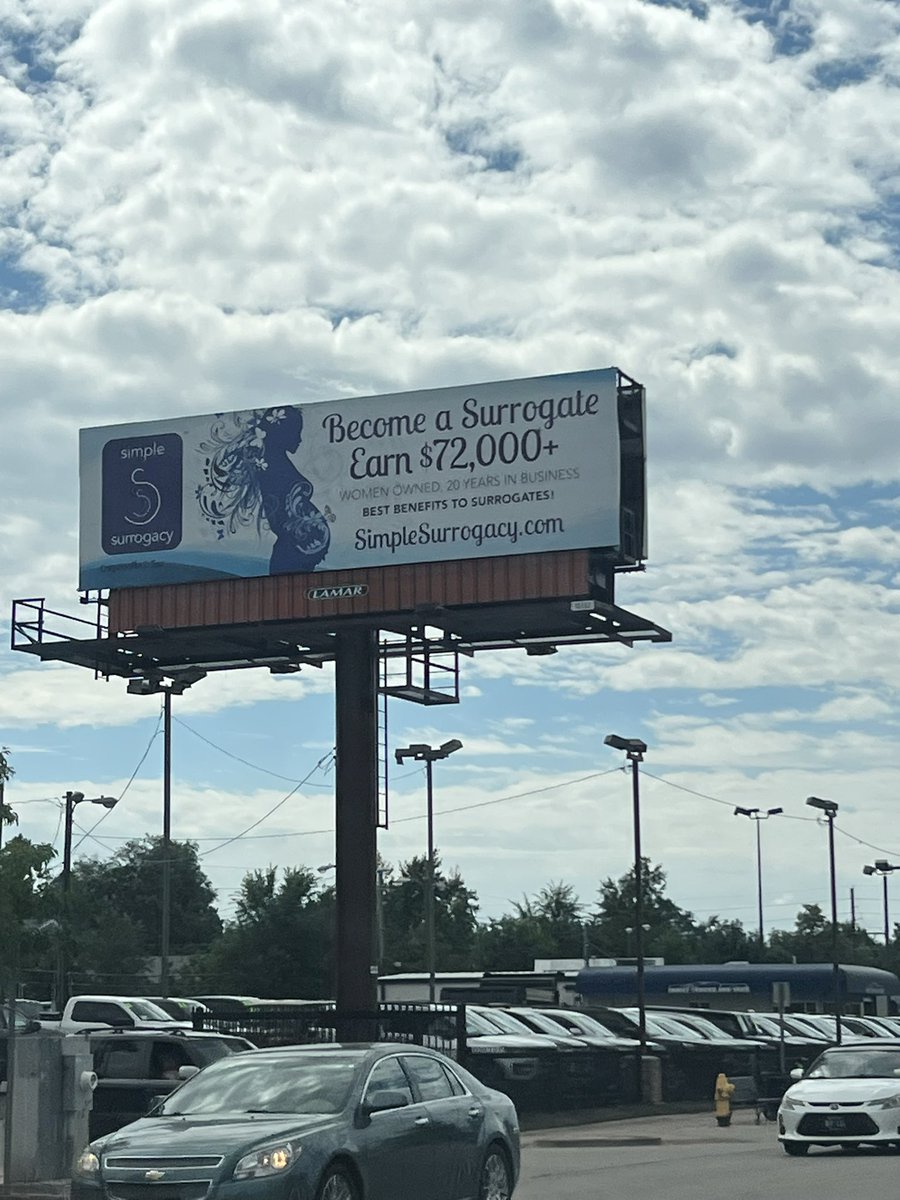 simple
S
surrogacy
Become a Surrogate
Earn $72,000+
WOMEN OWNED, 20 YEARS IN BUSINESS
BEST BENEFITS TO SURROGATES!
SimpleSurrogacy.com
LAMAR